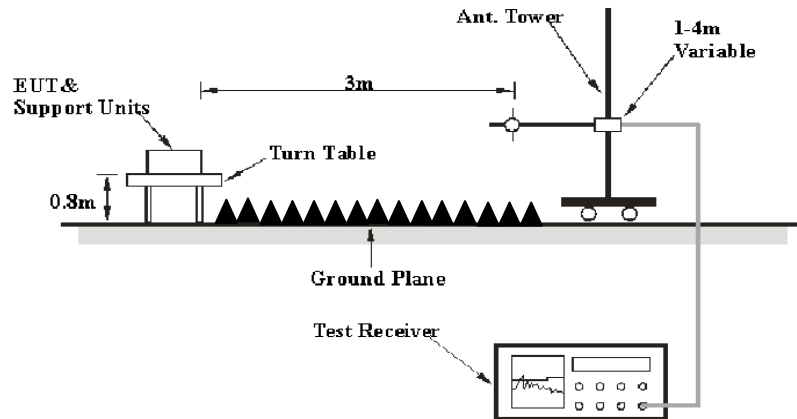 Ant. Tower
1-4m
Variable
EUT&
Support Units
3m
Turn Table
0.8m
Ground Plane
Test Receiver